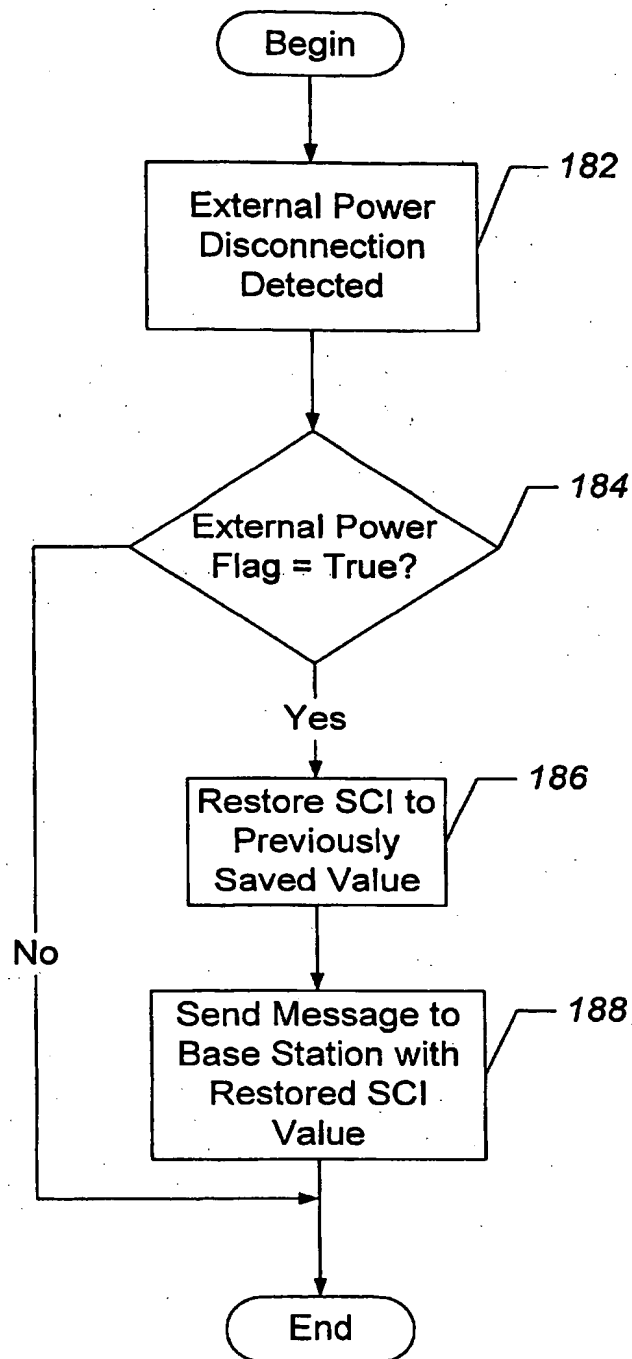 Begin
182
External Power
Disconnection
Detected
184
External Power
Flag = True?
Yes
186
Restore SCI to
Previously
Saved Value
No
188
Send Message to
Base Station with
Restored SCI
Value
End